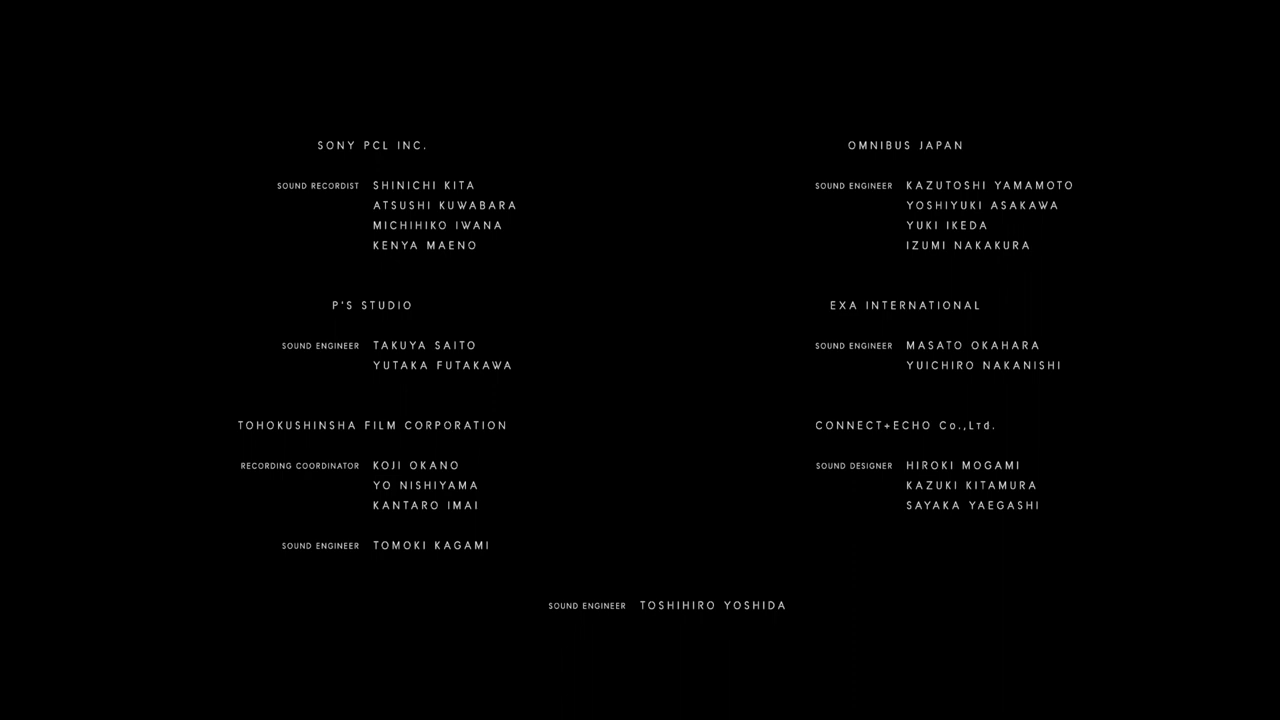 SONY PCL INC.
SOUND RECORDIST SHINICHI KITA
ATSUSHI KUWABARA
MICHIHIKO IWANA
KENYA MAENO
P'S STUDIO
SOUND ENGINEER TAKUYA SAITO
YUTAKA FUTAKAWA
TOHOKUSHINSHA FILM CORPORATION
RECORDING COORDINATOR KOJI OKANO
YO NISHIYAMA
KANTARO IMAI
SOUND ENGINEER TOMOKI KAGAMI
OMNIBUS JAPAN
SOUND ENGINEER KAZUTOSHI YAMAMOTO
YOSHIYUKI ASAKAWA
YUKI IKEDA
IZUMI NAKAKURA
EXA INTERNATIONAL
SOUND ENGINEER MASATO OKAHARA
YUICHIRO NAKANISHI
CONNECT+ECHO Co.,Ltd.
SOUND DESIGNER HIROKI MOGAMI
KAZUKI KITAMURA
SAYAKA YAEGASHI
SOUND ENGINEER TOSHIHIRO YOSHIDA